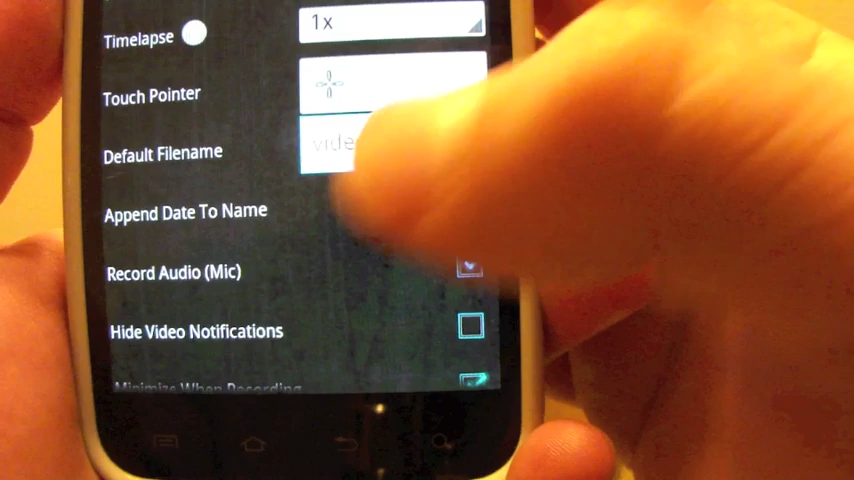 Timelapse
1x
Touch Pointer
Default Filename
vide
Append Date To Name
Record Audio (Mic)
Hide Video Notifications
Minimize When Recording